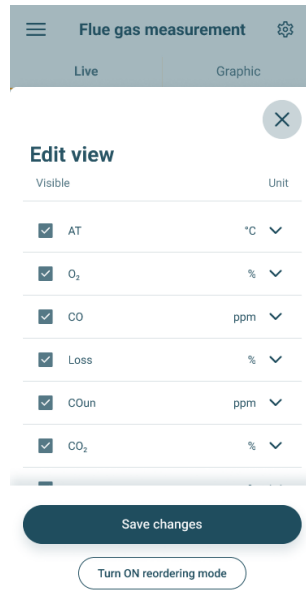 Flue gas measurement
Live Graphic
Edit view
Visible Unit
AT °C
O₂ %
CO ppm
Loss %
COun ppm
CO₂ %
Save changes
Turn ON reordering mode